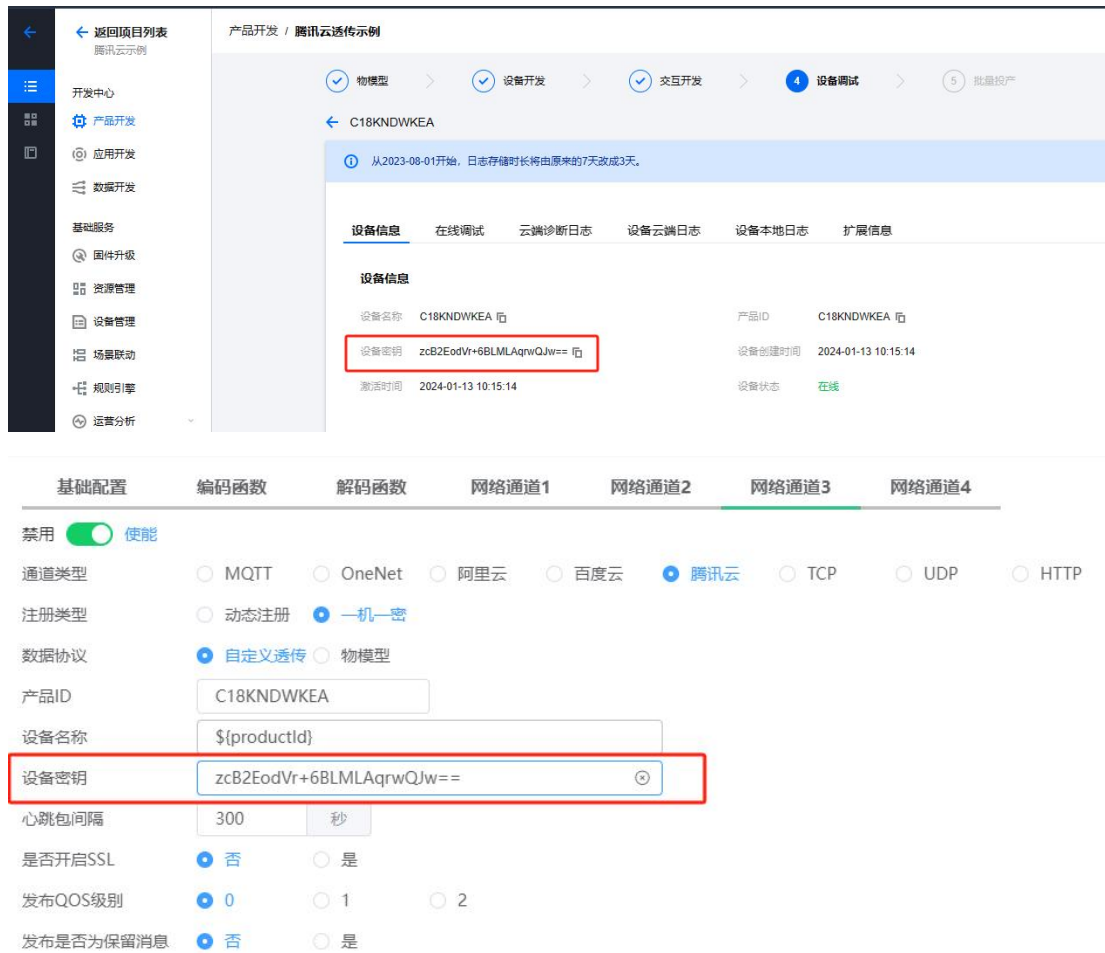 返回项目列表
腾讯云示例
产品开发 / 腾讯云透传示例
物模型 设备开发 交互开发 4 设备调试 5 批量投产
开发中心
产品开发
应用开发
数据开发
基础服务
固件升级
资源管理
设备管理
场景联动
规则引擎
运营分析
C18KNDWKEA
从2023-08-01开始，日志存储时长将由原来的7天改成3天。
设备信息 在线调试 云端诊断日志 设备云端日志 设备本地日志 扩展信息
设备信息
设备名称 C18KNDWKEA 产品ID C18KNDWKEA
设备密钥 zcB2EodVr+6BLMLAqrwQJw== 设备创建时间 2024-01-13 10:15:14
激活时间 2024-01-13 10:15:14 设备状态 在线
基础配置 编码函数 解码函数 网络通道1 网络通道2 网络通道3 网络通道4
禁用 使能
通道类型 MQTT OneNet 阿里云 百度云 腾讯云 TCP UDP HTTP
注册类型 动态注册 一机一密
数据协议 自定义透传 物模型
产品ID C18KNDWKEA
设备名称 ${productId}
设备密钥 zcB2EodVr+6BLMLAqrwQJw==
心跳包间隔 300 秒
是否开启SSL 否 是
发布QOS级别 0 1 2
发布是否为保留消息 否 是